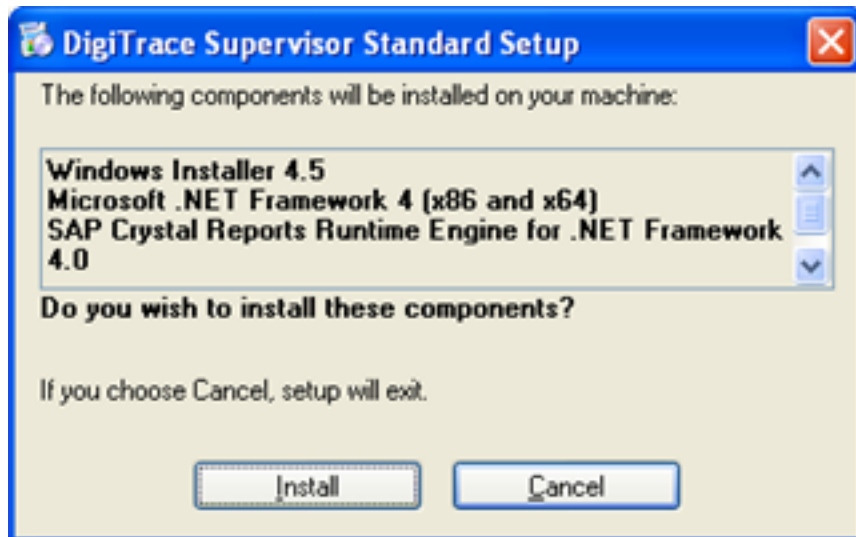 DigiTrace Supervisor Standard Setup
The following components will be installed on your machine:
Windows Installer 4.5
Microsoft .NET Framework 4 (x86 and x64)
SAP Crystal Reports Runtime Engine for .NET Framework
4.0
Do you wish to install these components?
If you choose Cancel, setup will exit.
Install
Cancel